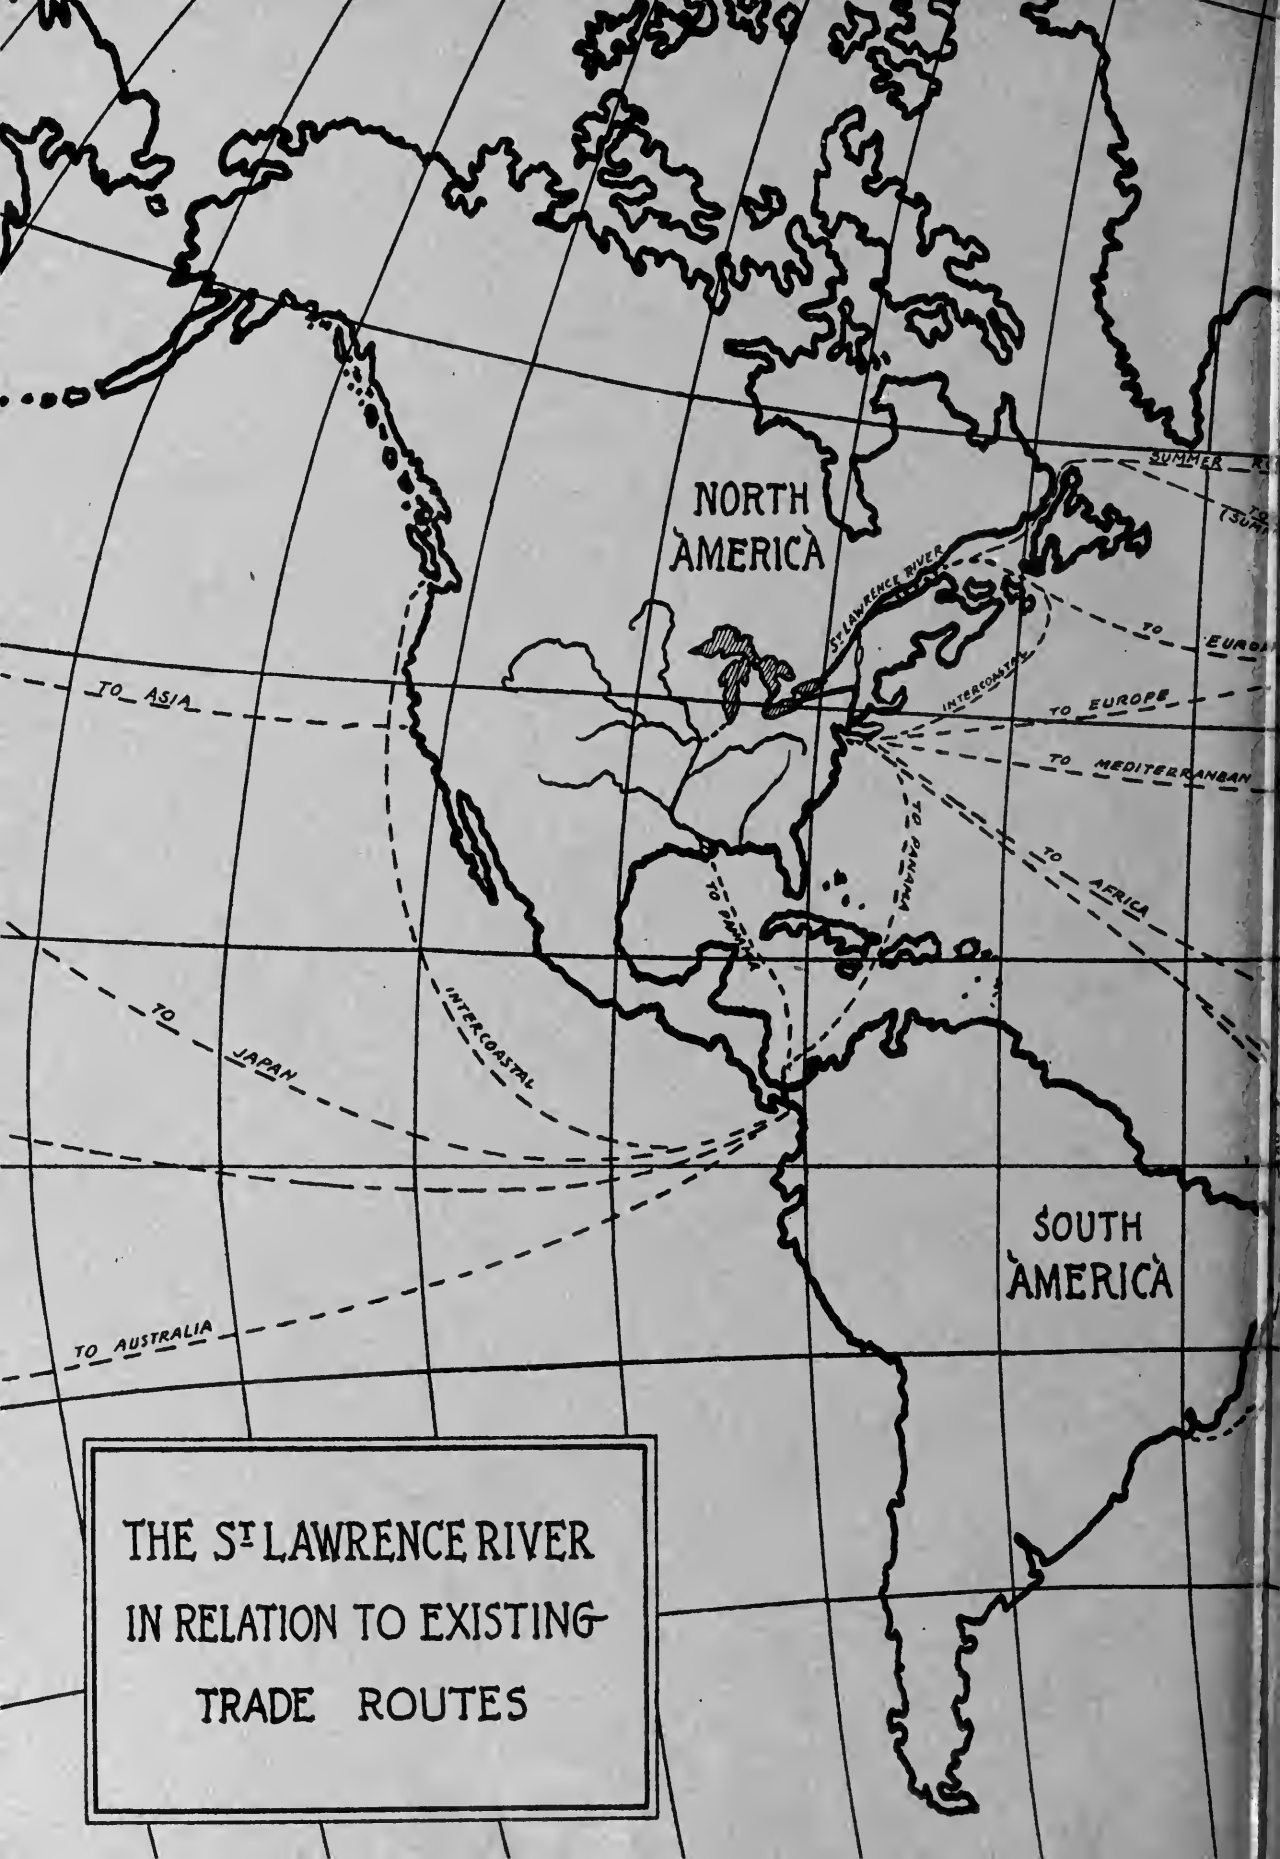 SUMMER
TO
NORTH
AMERICA
ST. LAWRENCE RIVER
TO
INTERCOASTAL
TO ASIA
TO EUROPE
TO MEDITERRANEAN
TO PANAMA
TO AFRICA
TO PANAMA
INTERCOASTAL
TO JAPAN
SOUTH
AMERICA
TO AUSTRALIA
THE ST LAWRENCE RIVER
IN RELATION TO EXISTING
TRADE ROUTES